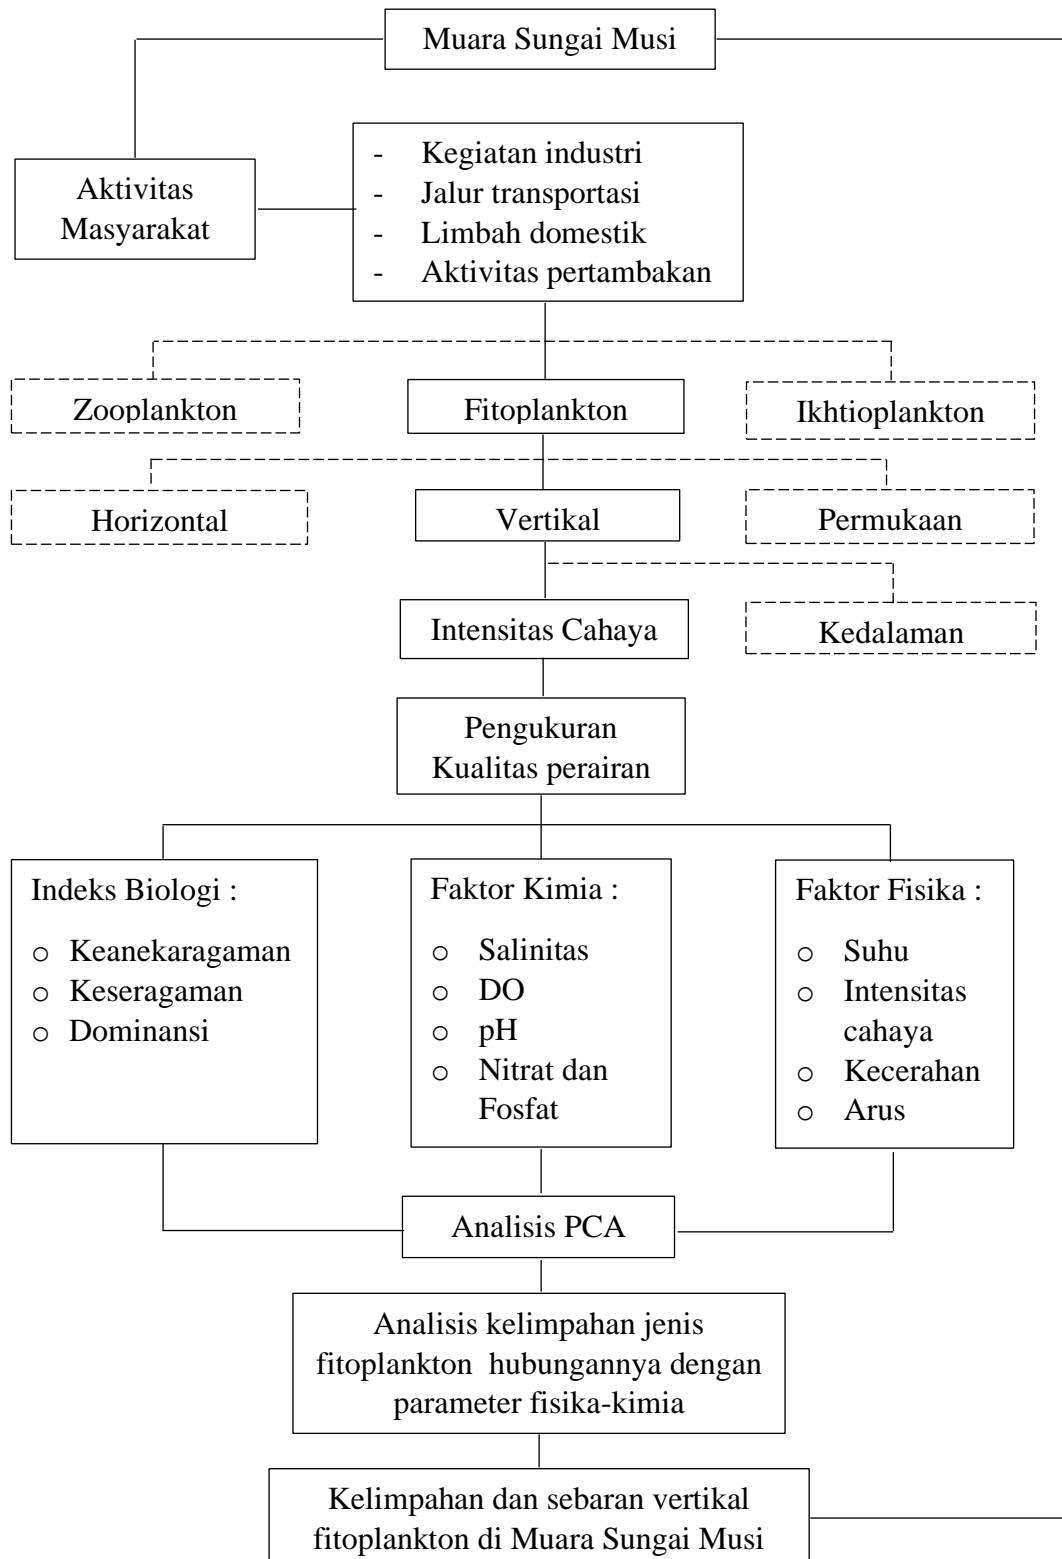 Muara Sungai Musi
Aktivitas
Masyarakat
- Kegiatan industri
- Jalur transportasi
- Limbah domestik
- Aktivitas pertambakan
Zooplankton
Fitoplankton
Ikhtioplankton
Horizontal
Vertikal
Permukaan
Intensitas Cahaya
Kedalaman
Pengukuran
Kualitas perairan
Indeks Biologi :
o Keanekaragaman
o Keseragaman
o Dominansi
Faktor Kimia :
o Salinitas
o DO
o pH
o Nitrat dan
Fosfat
Faktor Fisika :
o Suhu
o Intensitas
cahaya
o Kecerahan
o Arus
Analisis PCA
Analisis kelimpahan jenis
fitoplankton hubungannya dengan
parameter fisika-kimia
Kelimpahan dan sebaran vertikal
fitoplankton di Muara Sungai Musi